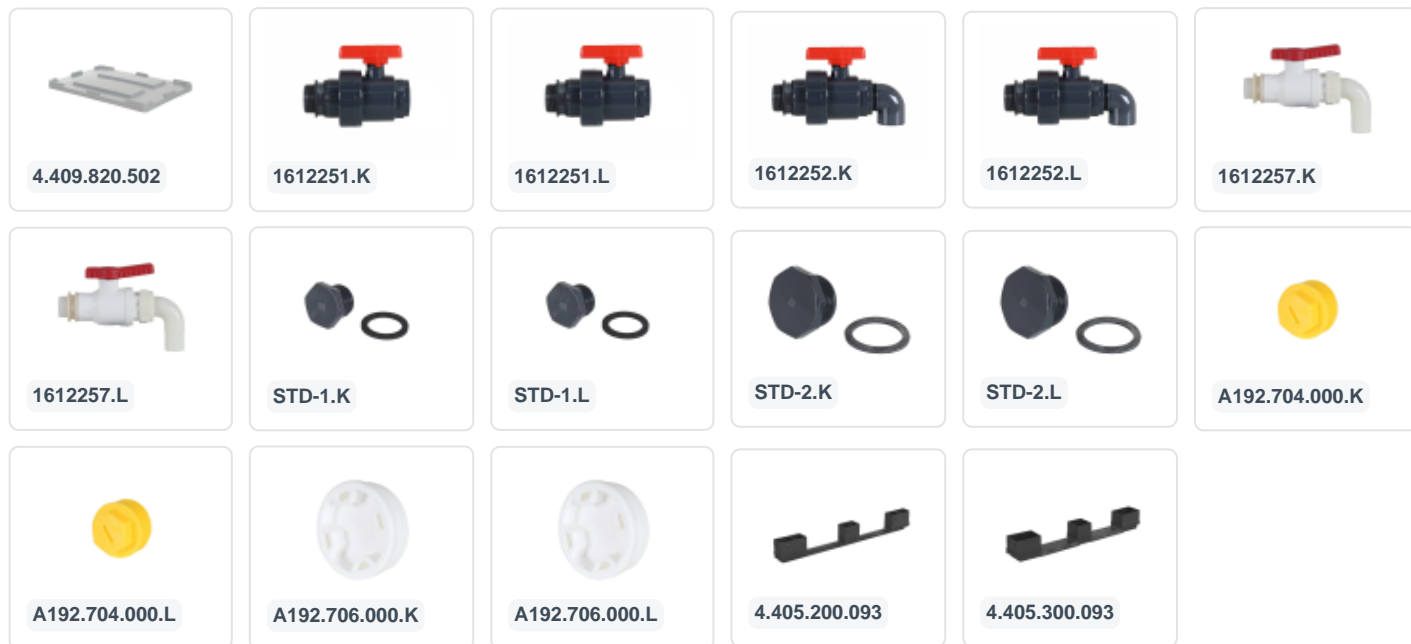 4.409.820.502
1612251.K
1612251.L
1612252.K
1612252.L
1612257.K
1612257.L
STD-1.K
STD-1.L
STD-2.K
STD-2.L
A192.704.000.K
A192.704.000.L
A192.706.000.K
A192.706.000.L
4.405.200.093
4.405.300.093